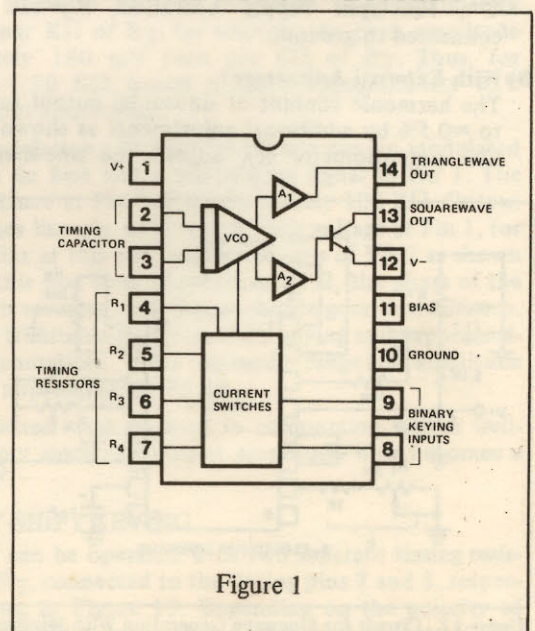 V+ 1
2
TIMING
CAPACITOR
3
R1 4
R2 5
TIMING
RESISTORS
R3 6
R4 7
VCO
A1
A2
CURRENT
SWITCHES
14 TRIANGLEWAVE
OUT
13 SQUAREWAVE
OUT
12 V−
11 BIAS
10 GROUND
9 BINARY
KEYING
INPUTS
8
Figure 1